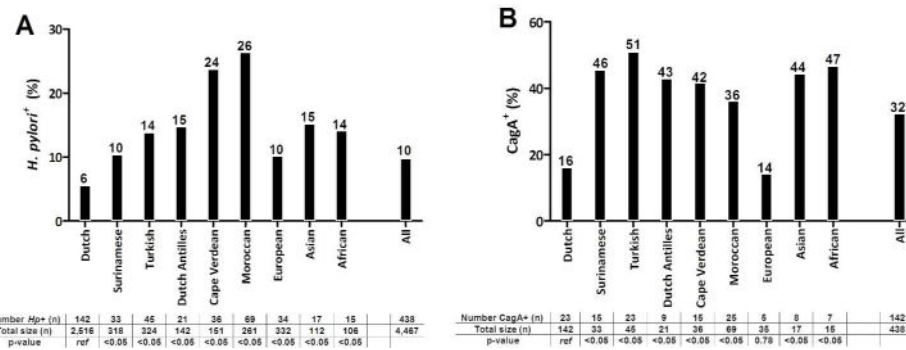 A
H. pylori+ (%)
30
20
10
0
6
10
14
15
24
26
10
15
14
10
Dutch
Surinamese
Turkish
Dutch Antilles
Cape Verdean
Moroccan
European
Asian
African
All
Number Hp+ (n) 142 33 45 21 36 69 34 17 15 438
Total size (n) 2,516 318 324 142 151 261 332 112 106 4,467
p-value ref <0.05 <0.05 <0.05 <0.05 <0.05 <0.05 <0.05 <0.05
B
CagA+ (%)
60
40
20
0
16
46
51
43
42
36
14
44
47
32
Dutch
Surinamese
Turkish
Dutch Antilles
Cape Verdean
Moroccan
European
Asian
African
All
Number CagA+ (n) 23 15 23 9 15 25 5 8 7 142
Total size (n) 142 33 45 21 36 69 35 17 15 438
p-value ref <0.05 <0.05 <0.05 <0.05 <0.05 0.78 <0.05 <0.05